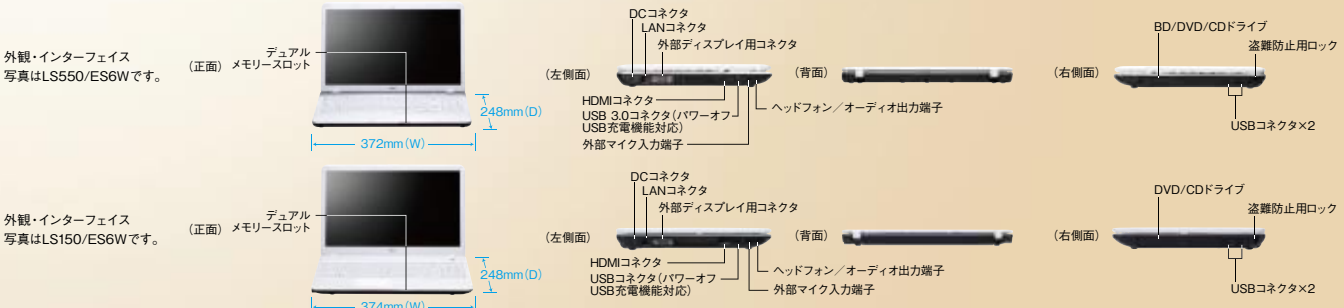 外観・インターフェイス
写真はLS550/ES6Wです。
(正面)
デュアル
メモリースロット
248mm(D)
372mm(W)
(左側面)
DCコネクタ
LANコネクタ
外部ディスプレイ用コネクタ
HDMIコネクタ
USB 3.0コネクタ(パワーオフ
USB充電機能対応)
外部マイク入力端子
ヘッドフォン/オーディオ出力端子
(背面)
(右側面)
BD/DVD/CDドライブ
盗難防止用ロック
USBコネクタ×2
外観・インターフェイス
写真はLS150/ES6Wです。
(正面)
デュアル
メモリースロット
248mm(D)
374mm(W)
(左側面)
DCコネクタ
LANコネクタ
外部ディスプレイ用コネクタ
HDMIコネクタ
USBコネクタ(パワーオフ
USB充電機能対応)
ヘッドフォン/オーディオ出力端子
外部マイク入力端子
(背面)
(右側面)
DVD/CDドライブ
盗難防止用ロック
USBコネクタ×2